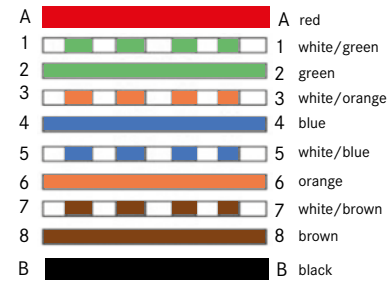 A A red
1 1 white/green
2 2 green
3 3 white/orange
4 4 blue
5 5 white/blue
6 6 orange
7 7 white/brown
8 8 brown
B B black